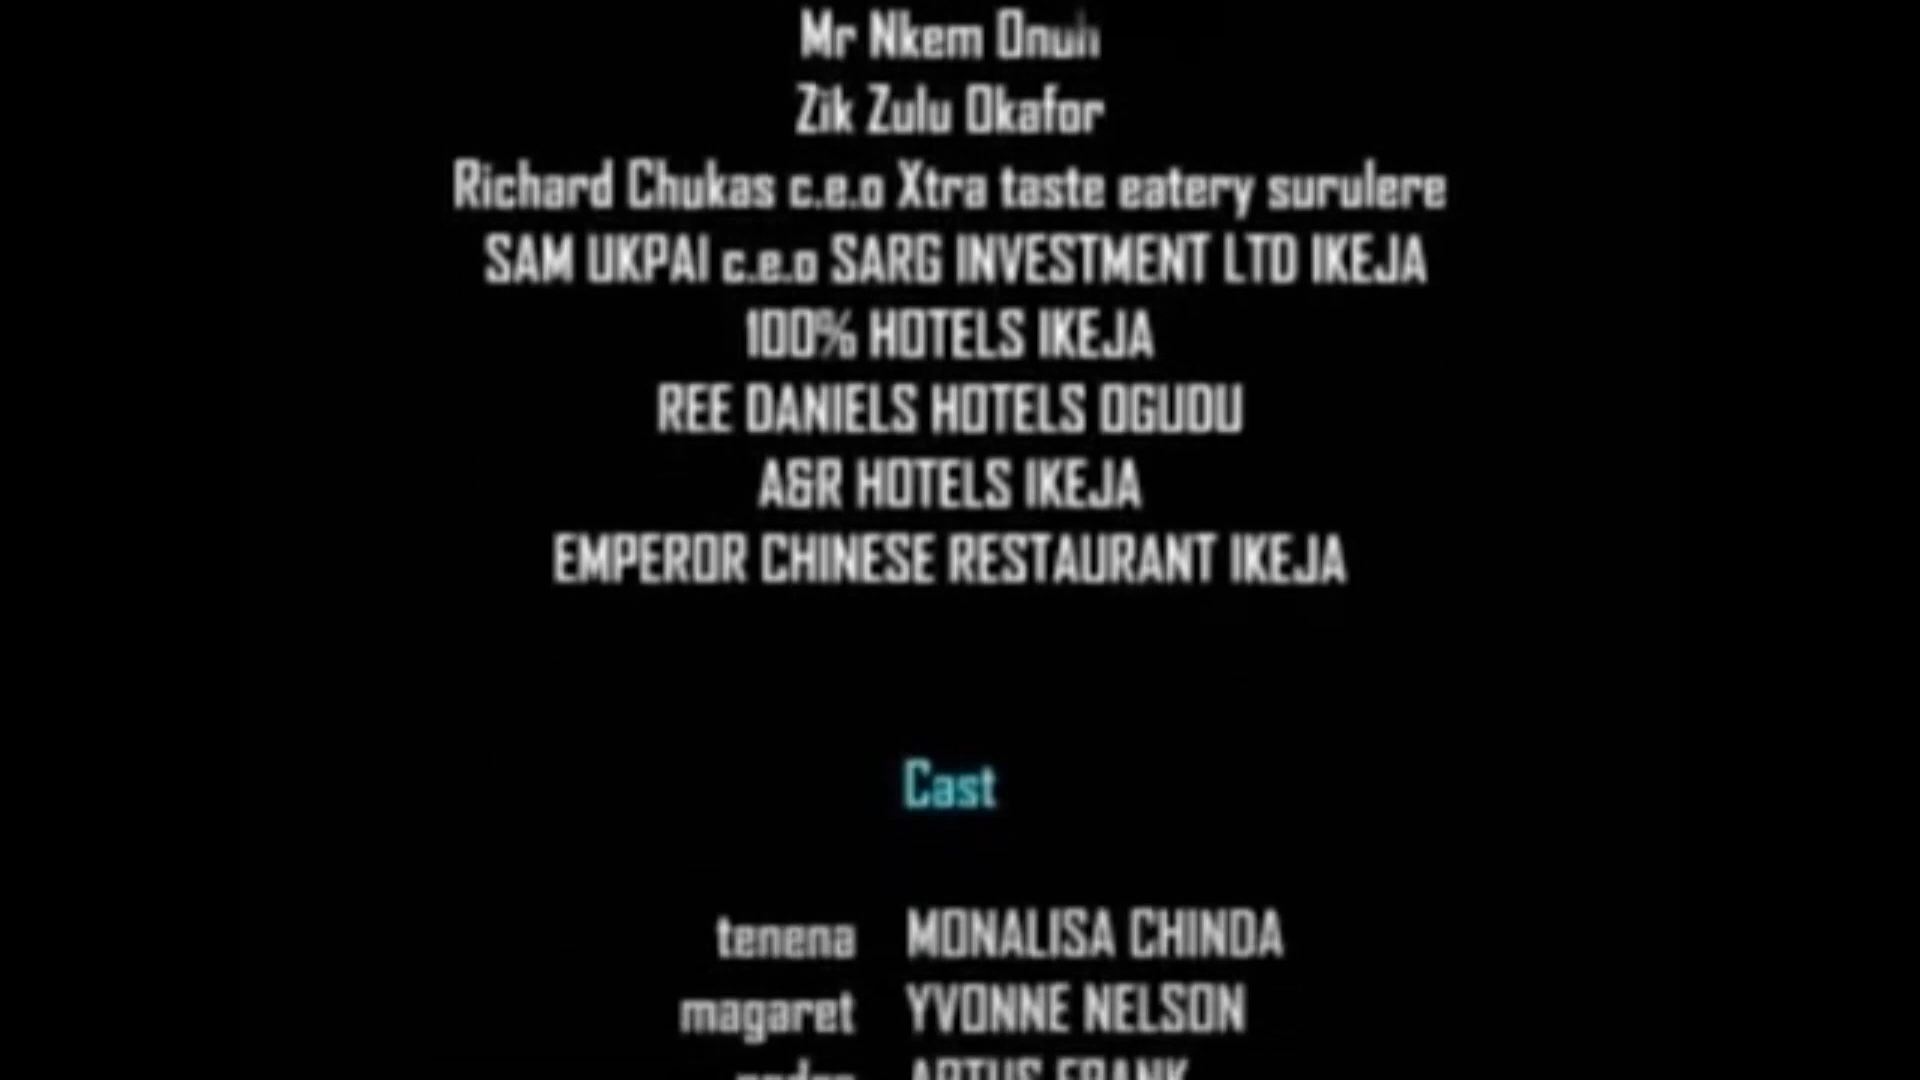 Mr Nkem Onuh
Zik Zulu Okafor
Richard Chukas c.e.o Xtra taste eatery surulere
SAM UKPAI c.e.o SARG INVESTMENT LTD IKEJA
100% HOTELS IKEJA
REE DANIELS HOTELS OGUDU
A&R HOTELS IKEJA
EMPEROR CHINESE RESTAURANT IKEJA
Cast
tenena MONALISA CHINDA
magaret YVONNE NELSON
ARTUS FRANK